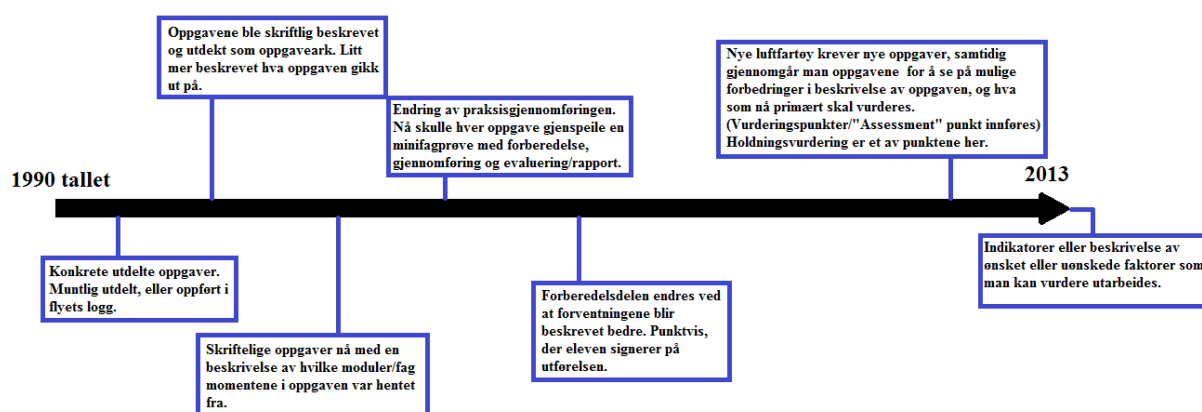 Oppgavene ble skriftlig beskrevet
og utdekt som oppgaveark. Litt
mer beskrevet hva oppgaven gikk
ut på.
Endring av praksisgjennomføringen.
Nå skulle hver oppgave gjenspeile en
minifagprøve med forberedelse,
gjennomføring og evaluering/rapport.
Nye luftfartøy krever nye oppgaver, samtidig
gjennomgår man oppgavene for å se på mulige
forbedringer i beskrivelse av oppgaven, og hva
som nå primært skal vurderes.
(Vurderingspunkter/"Assessment" punkt innføres)
Holdningsvurdering er et av punktene her.
1990 tallet
2013
Konkrete utdelte oppgaver.
Muntlig utdelt, eller oppført i
flyets logg.
Skriftelige oppgaver nå med en
beskrivelse av hvilke moduler/fag
momentene i oppgaven var hentet
fra.
Forberedelsdelen endres ved
at forventningene blir
beskrevet bedre. Punktvis,
der eleven signerer på
utførelsen.
Indikatorer eller beskrivelse av
ønsket eller uønskede faktorer som
man kan vurdere utarbeides.